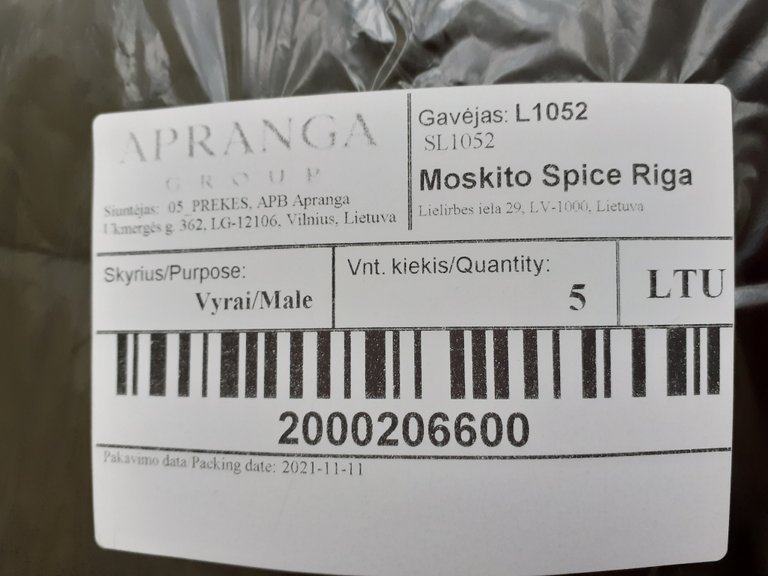 APRANGA
GROUP
Siuntėjas: 05_PREKES, APB Apranga
Ukmergės g. 362, LG-12106, Vilnius, Lietuva
Gavėjas: L1052
SL1052
Moskito Spice Riga
Lielirbes iela 29, LV-1000, Lietuva
Skyrius/Purpose:
Vyrai/Male
Vnt. kiekis/Quantity:
5
LTU
2000206600
Pakavimo data Packing date: 2021-11-11